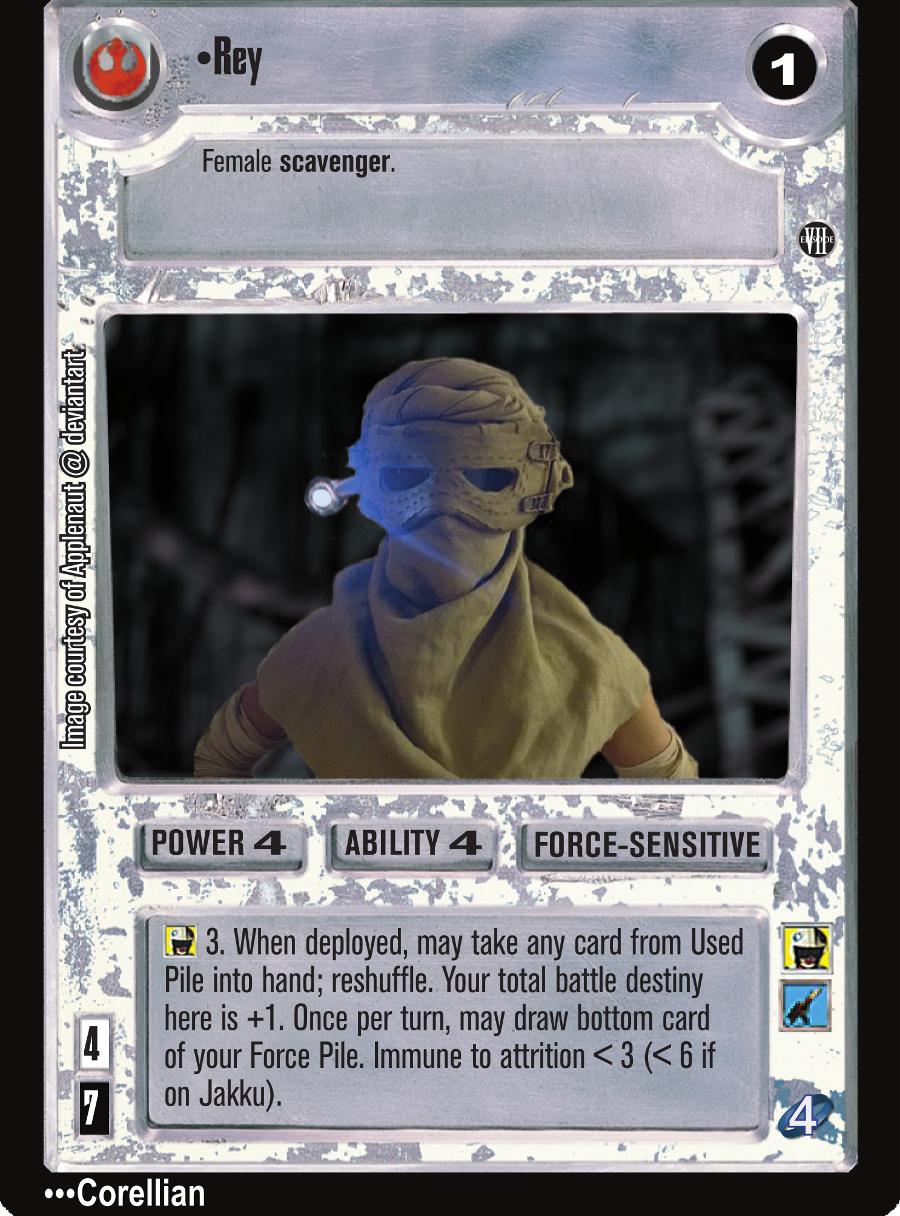 •Rey
1
Female scavenger.
EPISODE
VII
Image courtesy of Applenaut @ deviantart.
POWER 4
ABILITY 4
FORCE-SENSITIVE
3. When deployed, may take any card from Used
Pile into hand; reshuffle. Your total battle destiny
here is +1. Once per turn, may draw bottom card
of your Force Pile. Immune to attrition < 3 (< 6 if
on Jakku).
4
7
4
•••Corellian